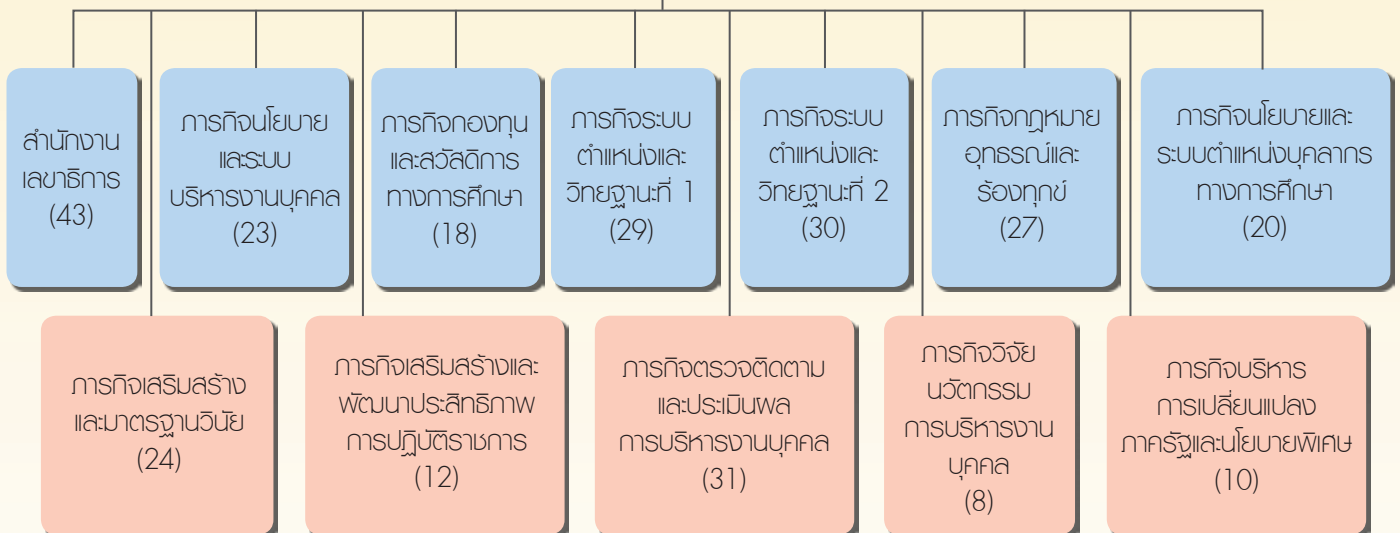 สำนักงาน
เลขาธิการ
(43)
ภารกิจนโยบาย
และระบบ
บริหารงานบุคคล
(23)
ภารกิจกองทุน
และสวัสดิการ
ทางการศึกษา
(18)
ภารกิจระบบ
ตำแหน่งและ
วิทยฐานะที่ 1
(29)
ภารกิจระบบ
ตำแหน่งและ
วิทยฐานะที่ 2
(30)
ภารกิจกฎหมาย
อุทธรณ์และ
ร้องทุกข์
(27)
ภารกิจนโยบายและ
ระบบตำแหน่งบุคลากร
ทางการศึกษา
(20)
ภารกิจเสริมสร้าง
และมาตรฐานวินัย
(24)
ภารกิจเสริมสร้างและ
พัฒนาประสิทธิภาพ
การปฏิบัติราชการ
(12)
ภารกิจตรวจติดตาม
และประเมินผล
การบริหารงานบุคคล
(31)
ภารกิจวิจัย
นวัตกรรม
การบริหารงาน
บุคคล
(8)
ภารกิจบริหาร
การเปลี่ยนแปลง
ภาครัฐและนโยบายพิเศษ
(10)